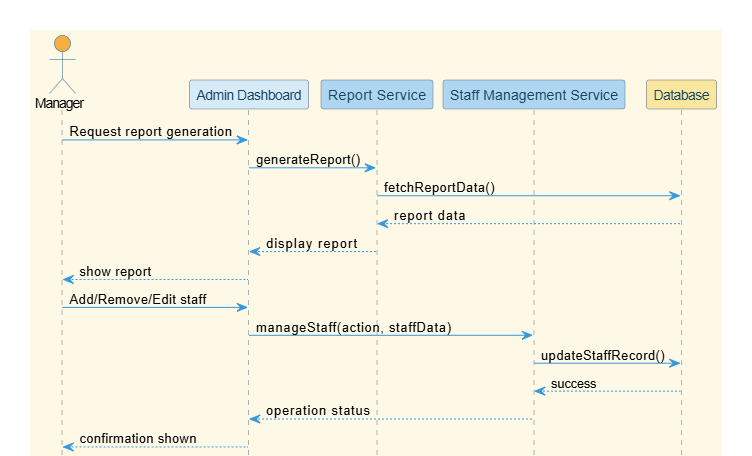 Manager
Admin Dashboard
Report Service
Staff Management Service
Database
Request report generation
generateReport()
fetchReportData()
report data
display report
show report
Add/Remove/Edit staff
manageStaff(action, staffData)
updateStaffRecord()
success
operation status
confirmation shown